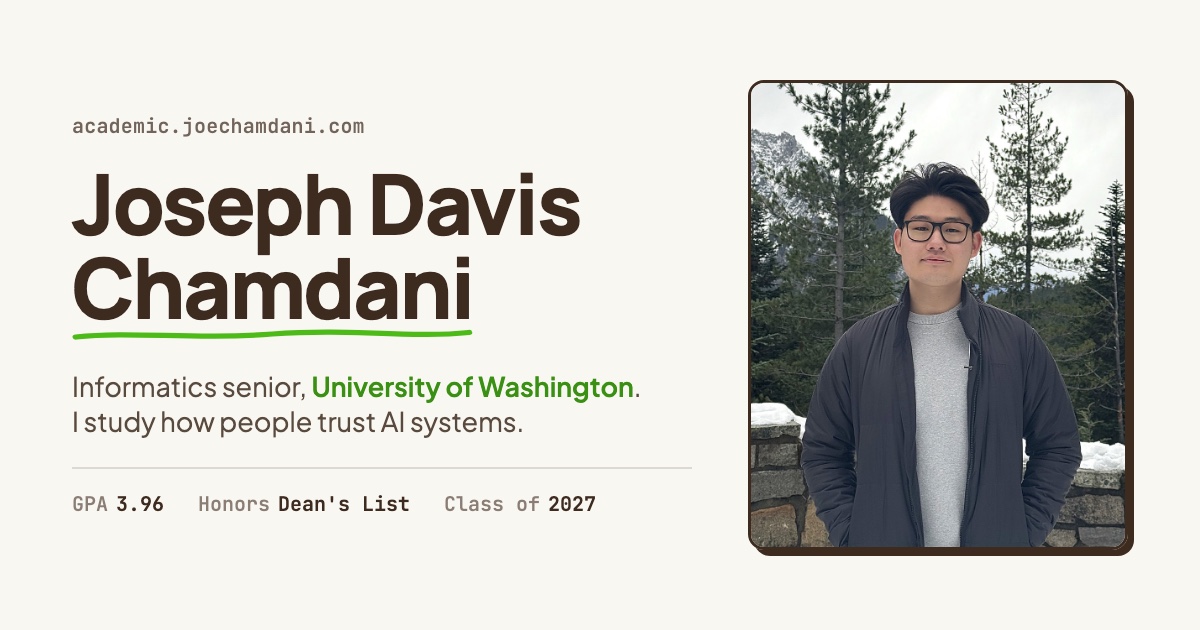 academic.joechamdani.com
Joseph Davis
Chamdani
Informatics senior, University of Washington.
I study how people trust AI systems.
GPA 3.96 Honors Dean's List Class of 2027